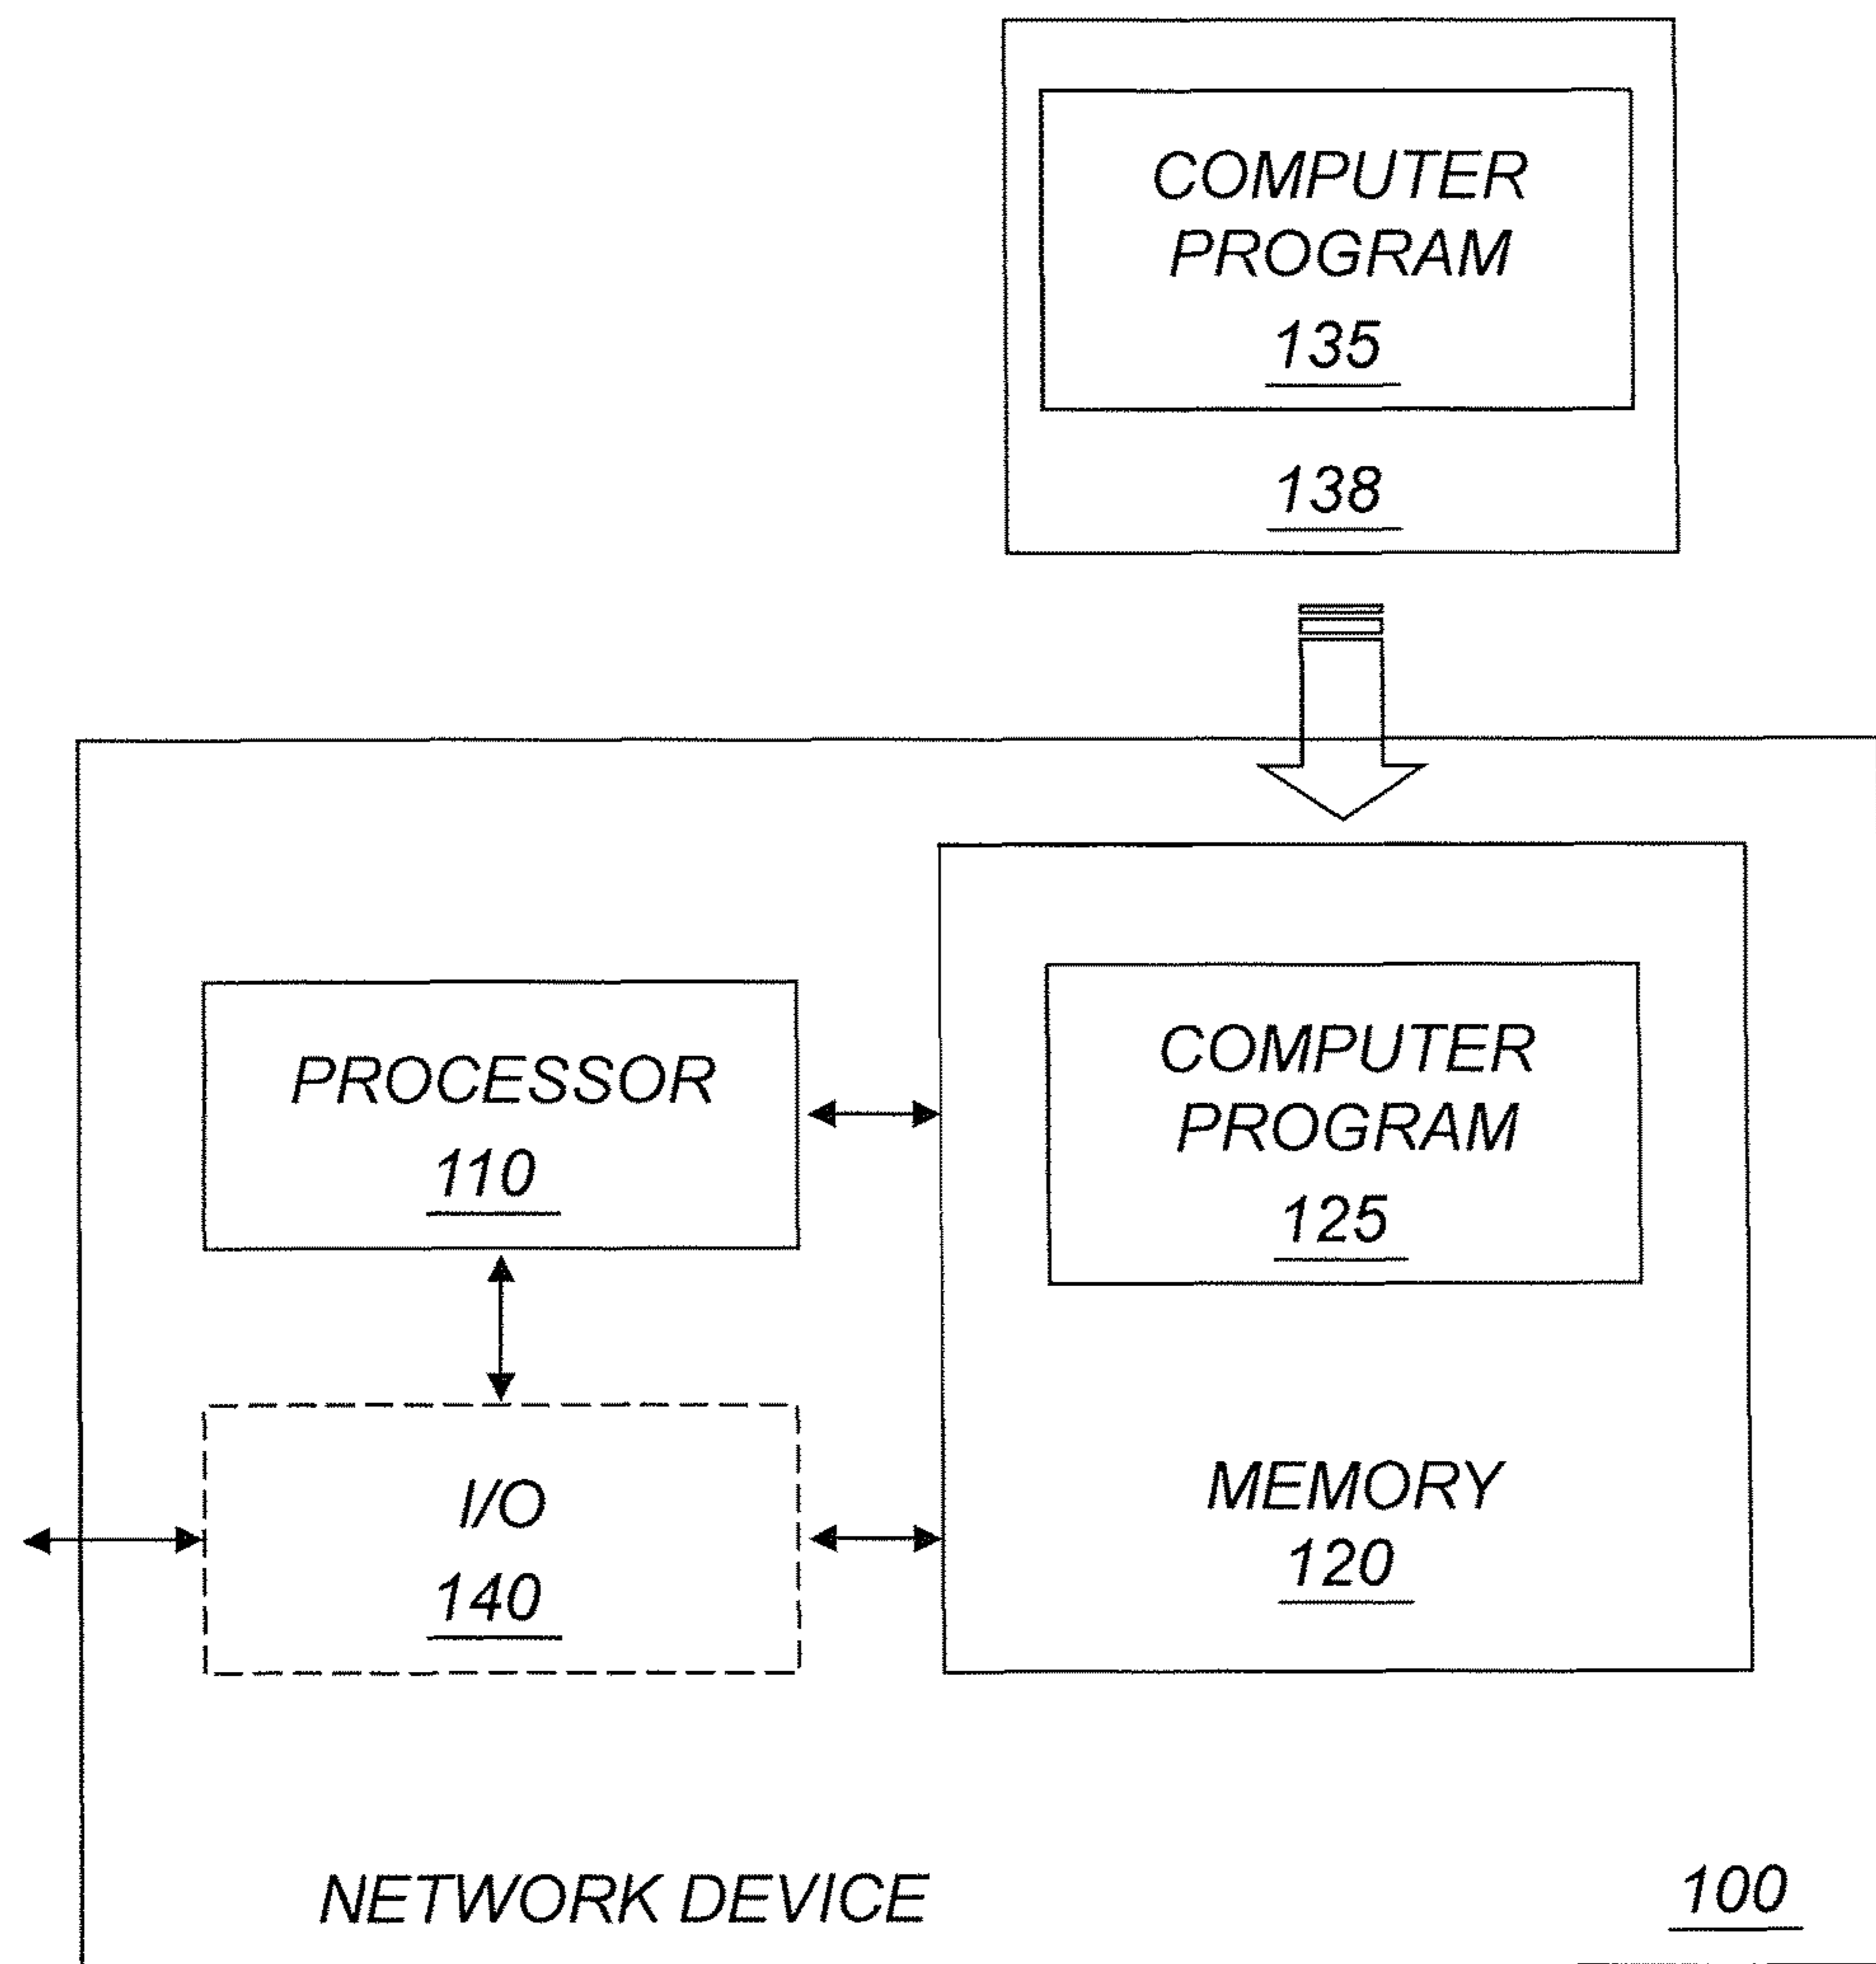 COMPUTER
PROGRAM
135
138
PROCESSOR
110
COMPUTER
PROGRAM
125
I/O
140
MEMORY
120
NETWORK DEVICE
100